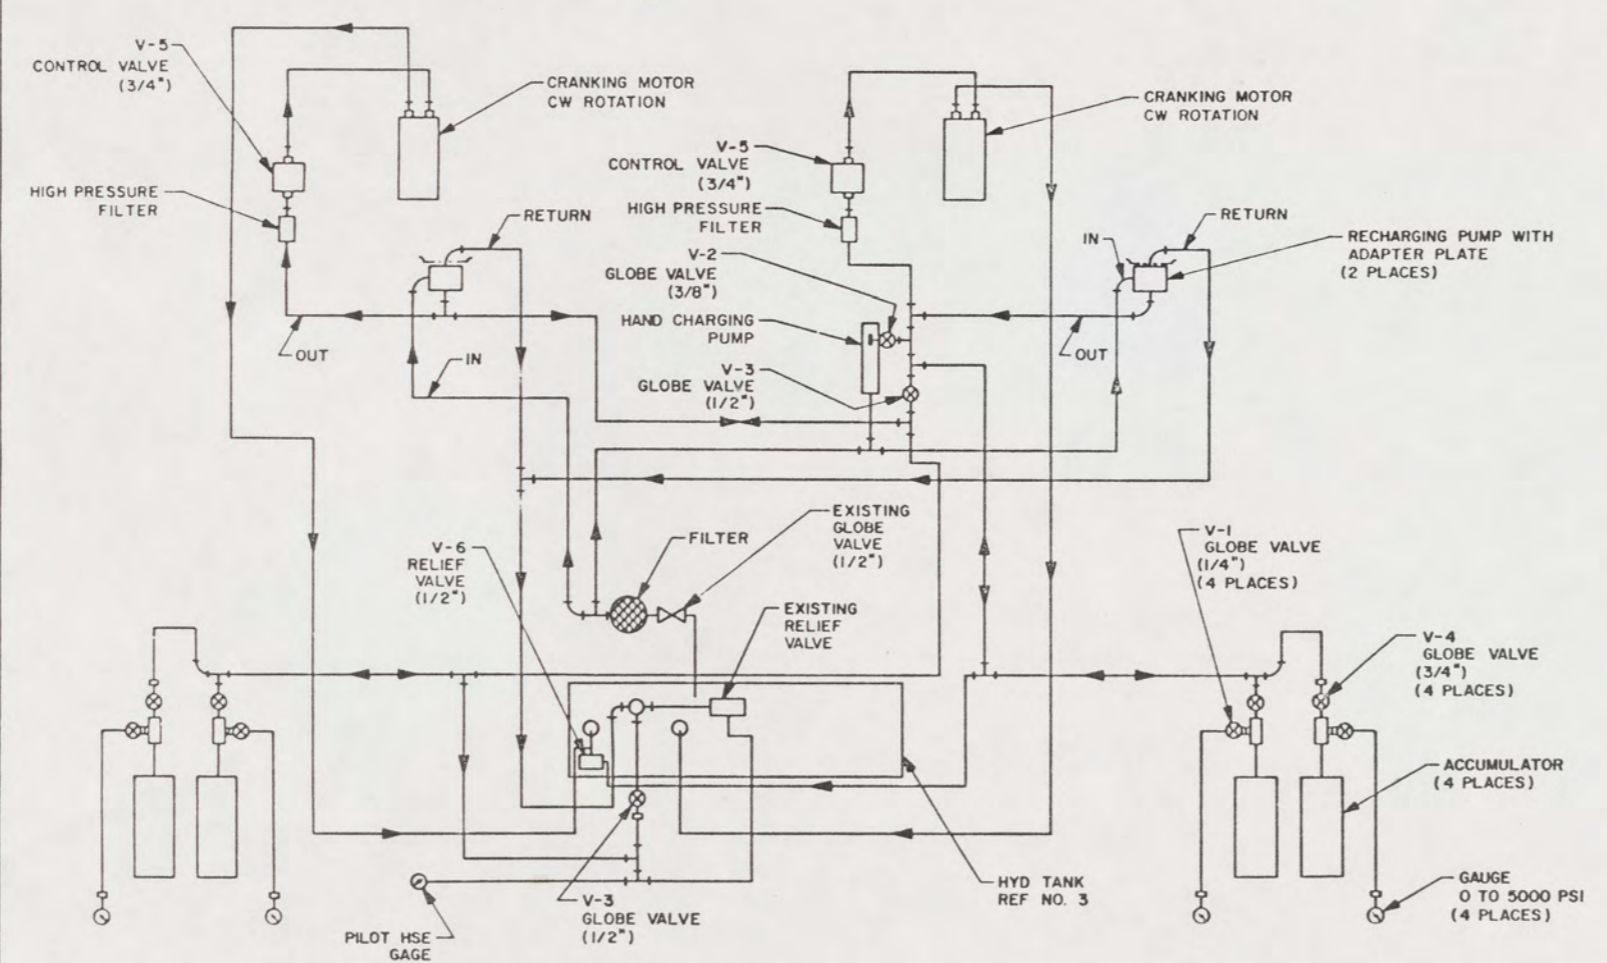 V-5
CONTROL VALVE
(3/4")
CRANKING MOTOR
CW ROTATION
HIGH PRESSURE
FILTER
RETURN
OUT
IN
V-5
CONTROL VALVE
(3/4")
HIGH PRESSURE
FILTER
V-2
GLOBE VALVE
(3/8")
HAND CHARGING
PUMP
V-3
GLOBE VALVE
(1/2")
CRANKING MOTOR
CW ROTATION
RETURN
IN
RECHARGING PUMP WITH
ADAPTER PLATE
(2 PLACES)
OUT
V-6
RELIEF
VALVE
(1/2")
FILTER
EXISTING
GLOBE
VALVE
(1/2")
EXISTING
RELIEF
VALVE
V-1
GLOBE VALVE
(1/4")
(4 PLACES)
V-4
GLOBE VALVE
(3/4")
(4 PLACES)
ACCUMULATOR
(4 PLACES)
GAUGE
0 TO 5000 PSI
(4 PLACES)
HYD TANK
REF NO. 3
V-3
GLOBE VALVE
(1/2")
PILOT HSE
GAGE